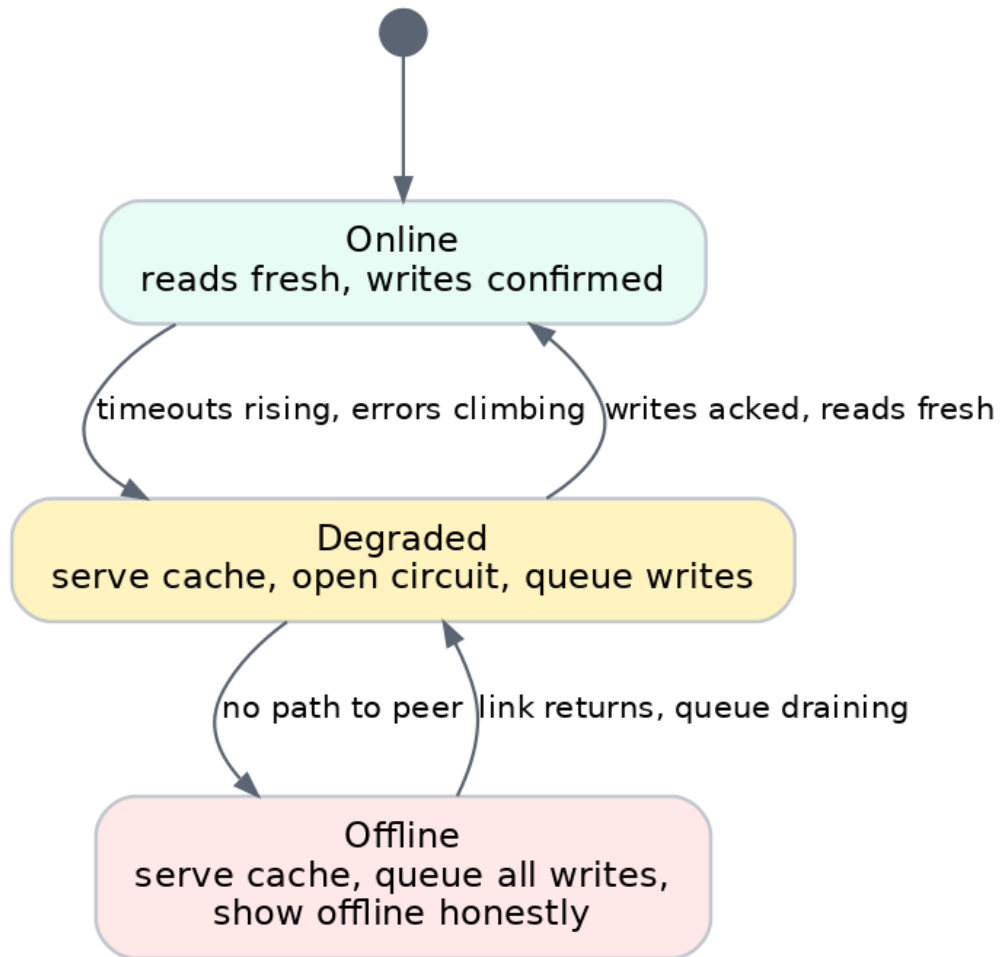 Online
reads fresh, writes confirmed
timeouts rising, errors climbing
writes acked, reads fresh
Degraded
serve cache, open circuit, queue writes
no path to peer
link returns, queue draining
Offline
serve cache, queue all writes,
show offline honestly